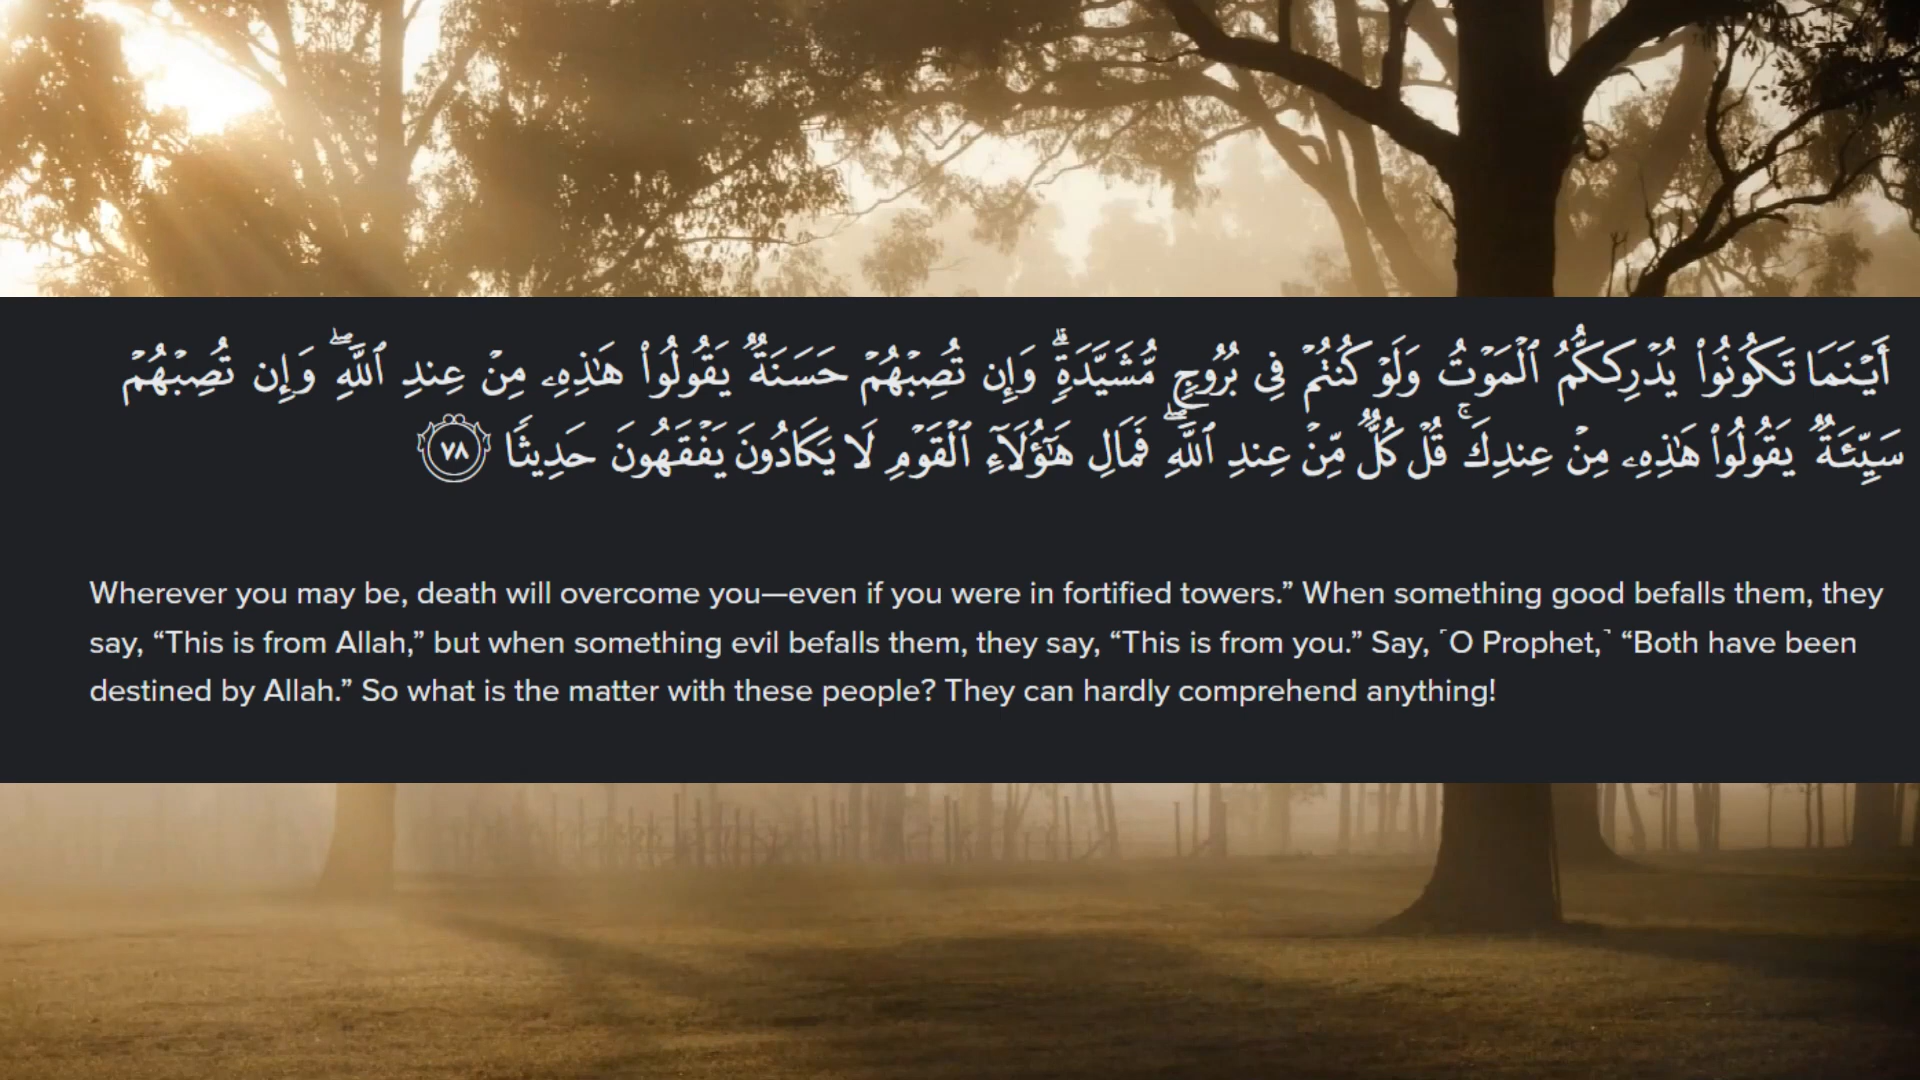 أَيْنَمَا تَكُونُوا۟ يُدْرِككُّمُ ٱلْمَوْتُ وَلَوْ كُنتُمْ فِى بُرُوجٍ مُّشَيَّدَةٍ ۗ وَإِن تُصِبْهُمْ حَسَنَةٌ يَقُولُوا۟ هَـٰذِهِۦ مِنْ عِندِ ٱللَّهِ ۖ وَإِن تُصِبْهُمْ
سَيِّئَةٌ يَقُولُوا۟ هَـٰذِهِۦ مِنْ عِندِكَ ۚ قُلْ كُلٌّ مِّنْ عِندِ ٱللَّهِ ۖ فَمَالِ هَـٰٓؤُلَآءِ ٱلْقَوْمِ لَا يَكَادُونَ يَفْقَهُونَ حَدِيثًا ٧٨
Wherever you may be, death will overcome you—even if you were in fortified towers.” When something good befalls them, they
say, “This is from Allah,” but when something evil befalls them, they say, “This is from you.” Say, ˹O Prophet,˺ “Both have been
destined by Allah.” So what is the matter with these people? They can hardly comprehend anything!